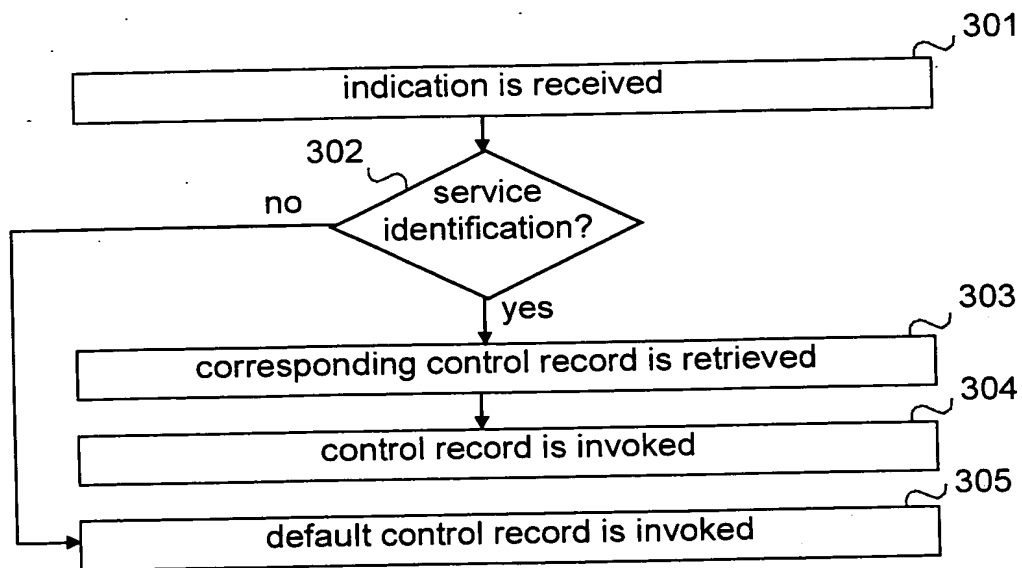 301
indication is received
302
service
identification?
no
yes
303
corresponding control record is retrieved
304
control record is invoked
305
default control record is invoked